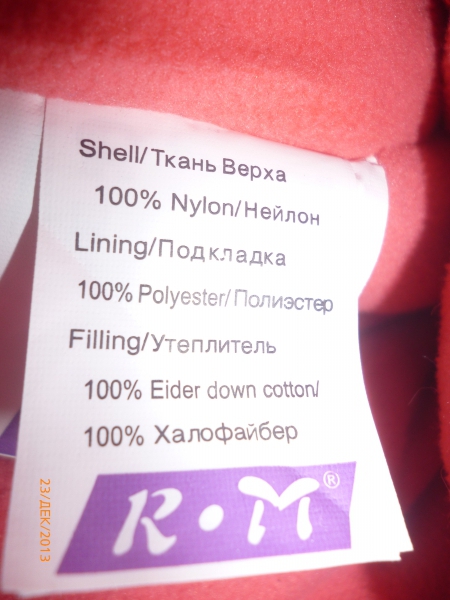 Shell/Ткань Верха
100% Nylon/Нейлон
Lining/Подкладка
100% Polyester/Полиэстер
Filling/Утеплитель
100% Eider down cotton/
100% Халофайбер
R•M®
23/ДЕК/2013